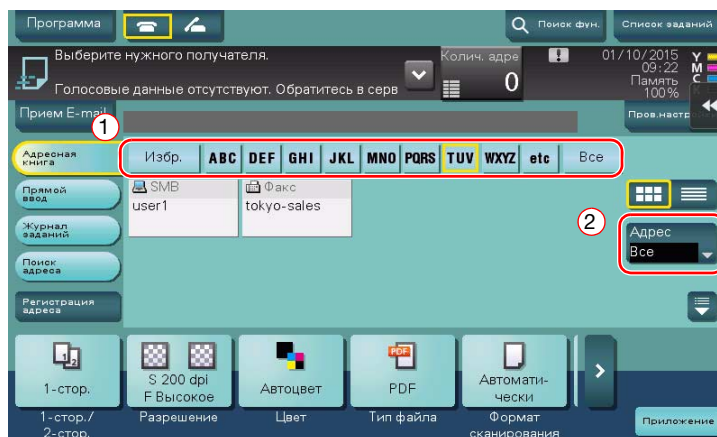 Программа
Поиск фун.
Список заданий
Выберите нужного получателя.
Колич. адре
0
01/10/2015
09:22
Память
100%
Y
M
C
K
Голосовые данные отсутствуют. Обратитесь в серв
Прием E-mail
Пров.настр
1
Адресная
книга
Избр.
ABC
DEF
GHI
JKL
MNO
PQRS
TUV
WXYZ
etc
Все
Прямой
ввод
SMB
user1
Факс
tokyo-sales
2
Журнал
заданий
Адрес
Все
Поиск
адреса
Регистрация
адреса
1-стор.
S 200 dpi
F Высокое
Автоцвет
PDF
Автомати-
чески
1-стор./
2-стор.
Разрешение
Цвет
Тип файла
Формат
сканирования
Приложение